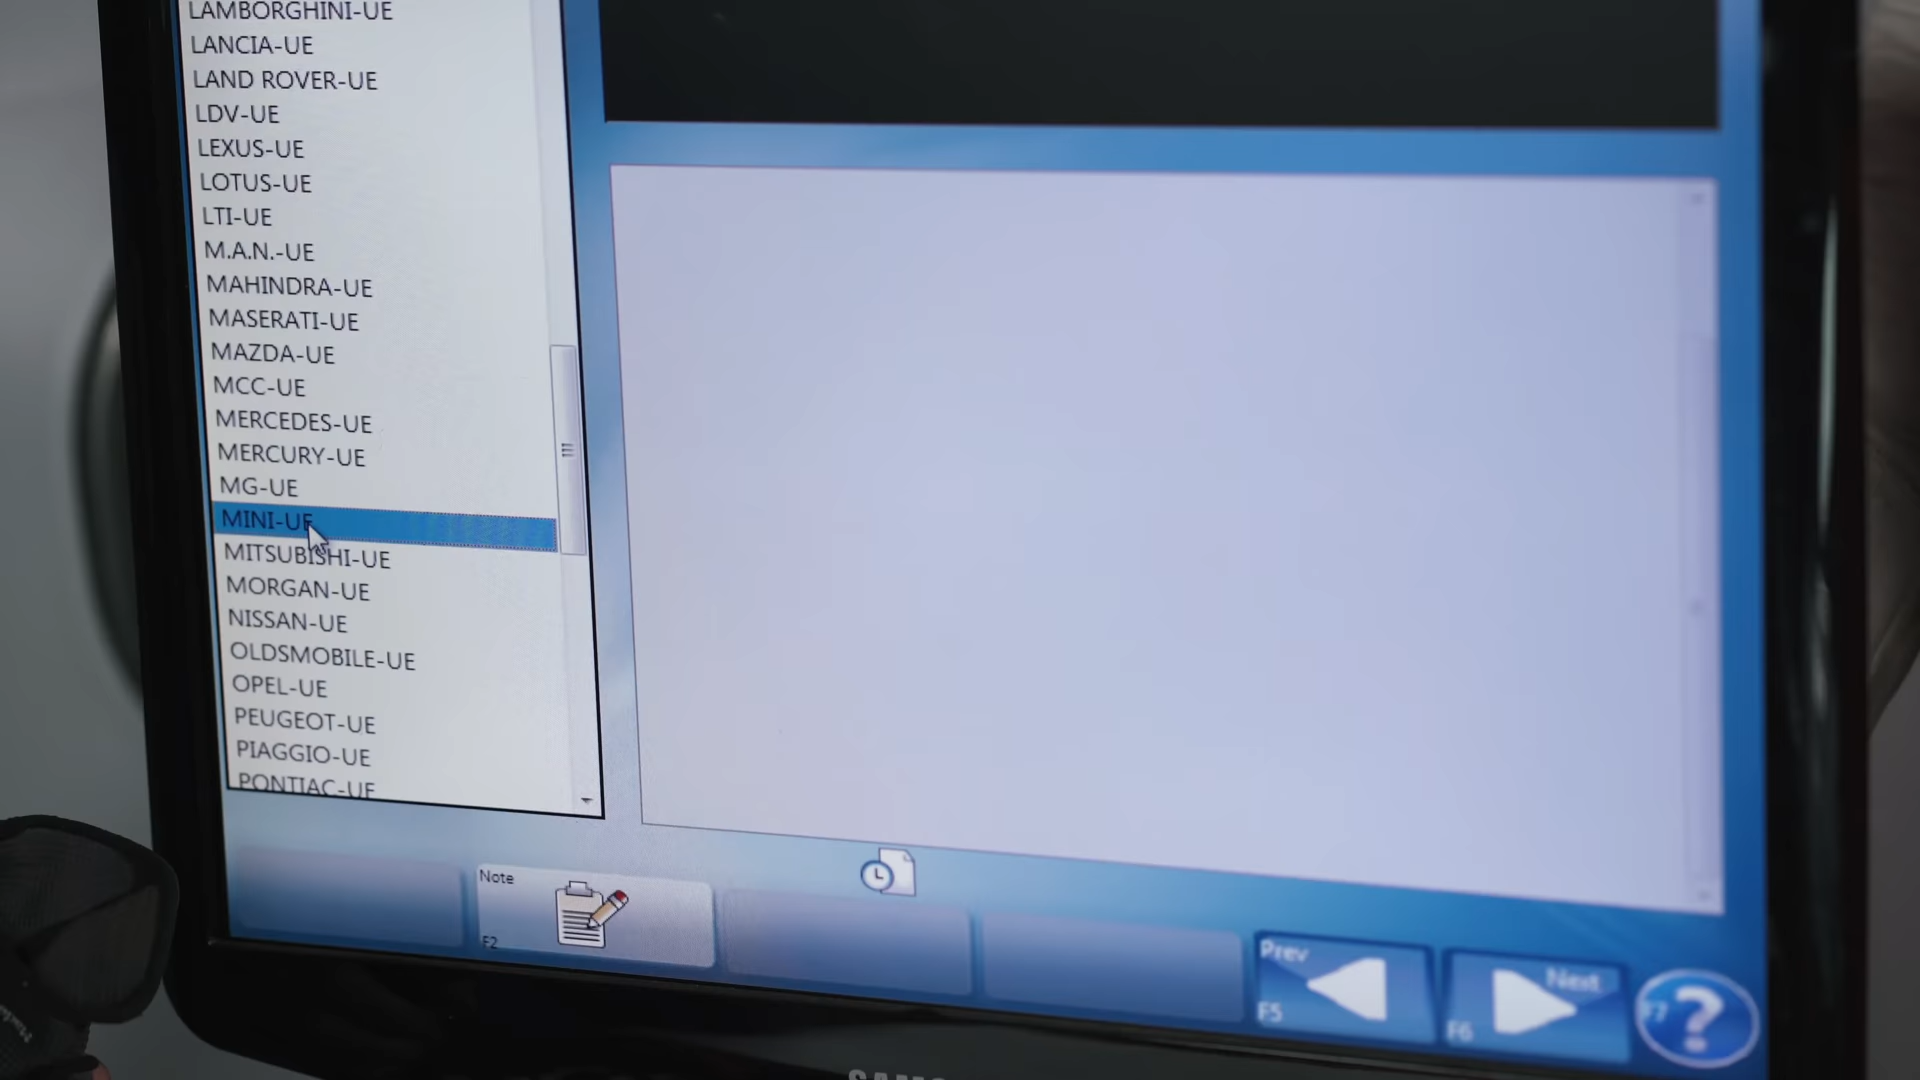 LAMBORGHINI-UE
LANCIA-UE
LAND ROVER-UE
LDV-UE
LEXUS-UE
LOTUS-UE
LTI-UE
M.A.N.-UE
MAHINDRA-UE
MASERATI-UE
MAZDA-UE
MCC-UE
MERCEDES-UE
MERCURY-UE
MG-UE
MINI-UE
MITSUBISHI-UE
MORGAN-UE
NISSAN-UE
OLDSMOBILE-UE
OPEL-UE
PEUGEOT-UE
PIAGGIO-UE
PONTIAC-UE
Note
F2
Prev
F5
Next
F6
F7
?